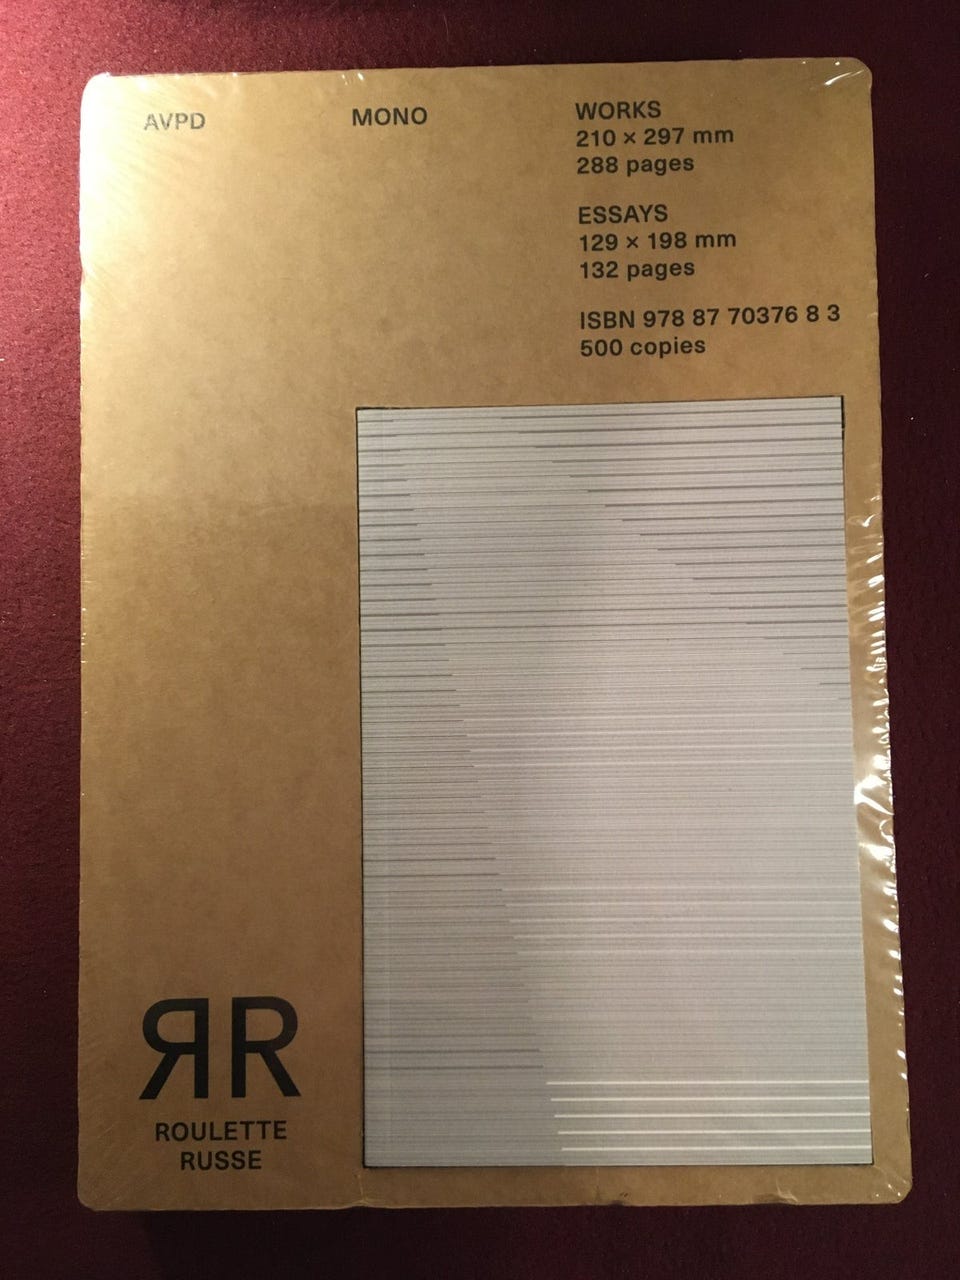 AVPD
MONO
WORKS
210 × 297 mm
288 pages
ESSAYS
129 × 198 mm
132 pages
ISBN 978 87 70376 8 3
500 copies
ЯR
ROULETTE
RUSSE